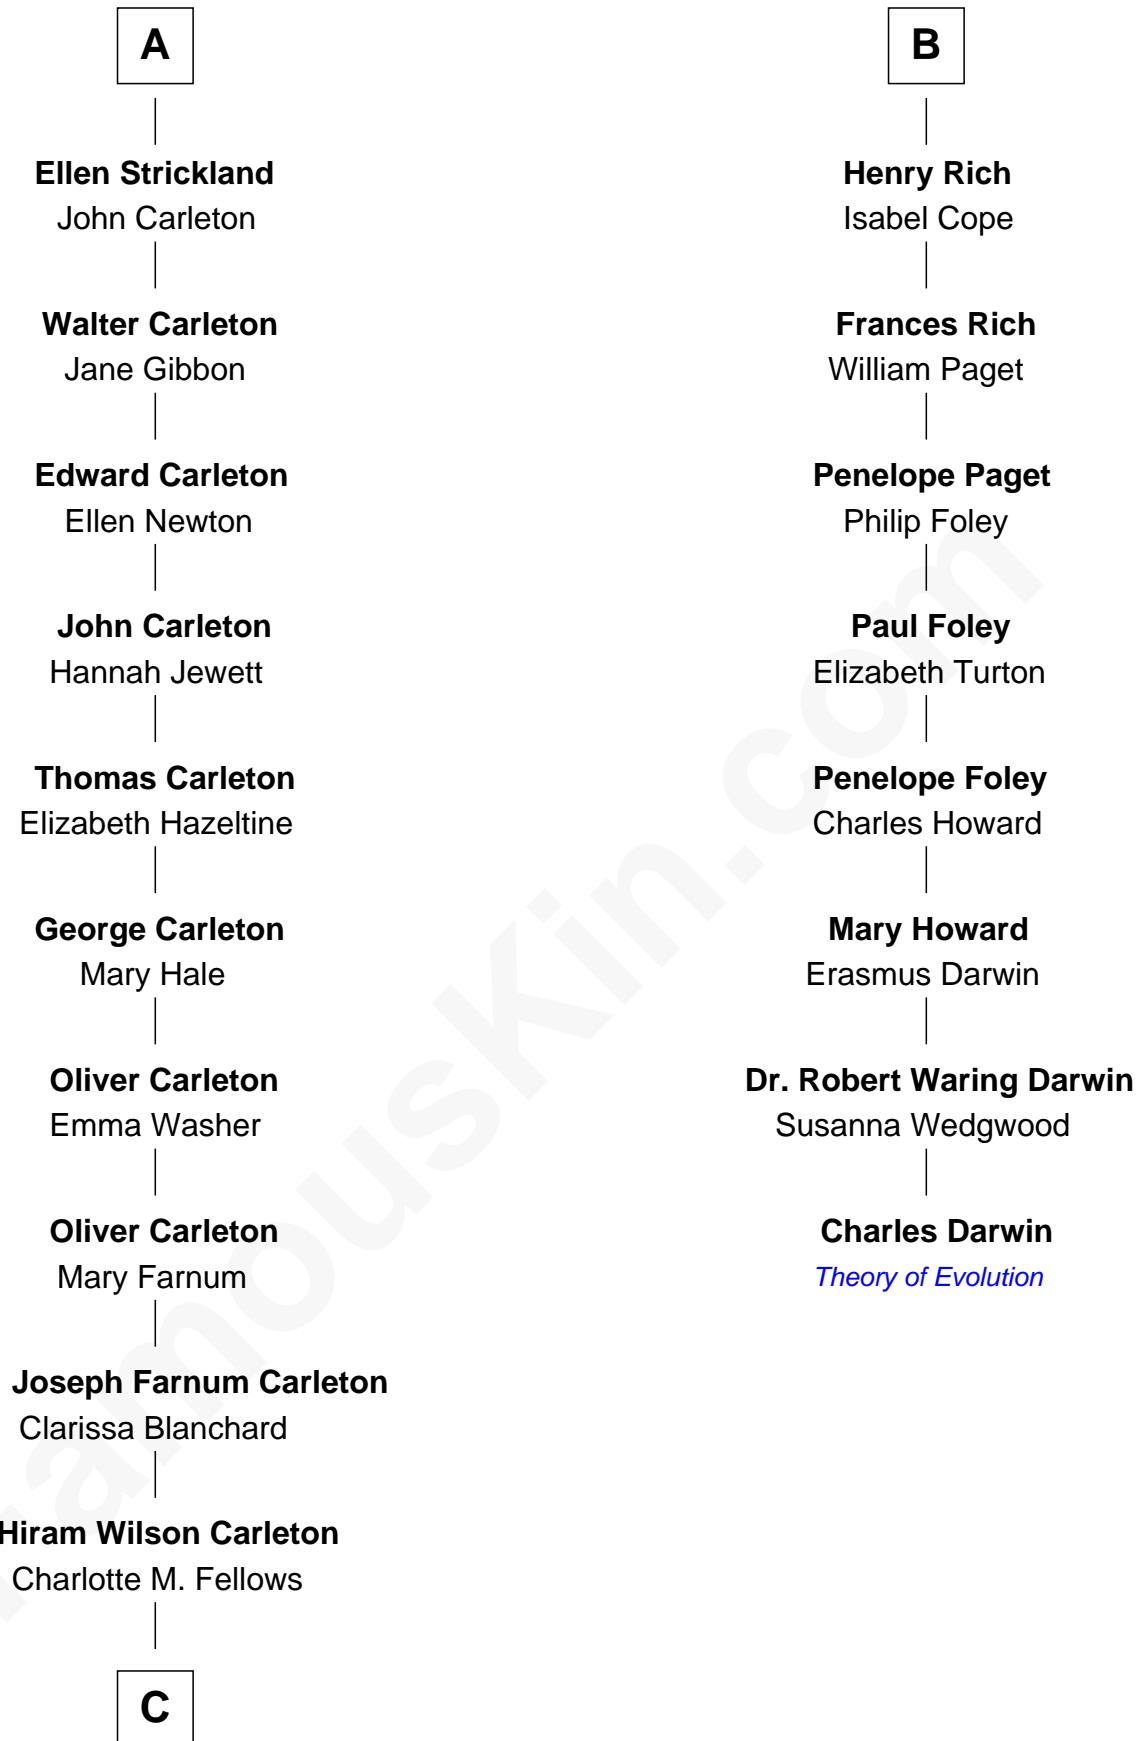 A
Ellen Strickland
John Carleton
Walter Carleton
Jane Gibbon
Edward Carleton
Ellen Newton
John Carleton
Hannah Jewett
Thomas Carleton
Elizabeth Hazeltine
George Carleton
Mary Hale
Oliver Carleton
Emma Washer
Oliver Carleton
Mary Farnum
Joseph Farnum Carleton
Clarissa Blanchard
Hiram Wilson Carleton
Charlotte M. Fellows
C
B
Henry Rich
Isabel Cope
Frances Rich
William Paget
Penelope Paget
Philip Foley
Paul Foley
Elizabeth Turton
Penelope Foley
Charles Howard
Mary Howard
Erasmus Darwin
Dr. Robert Waring Darwin
Susanna Wedgwood
Charles Darwin
Theory of Evolution
FamousKin.com